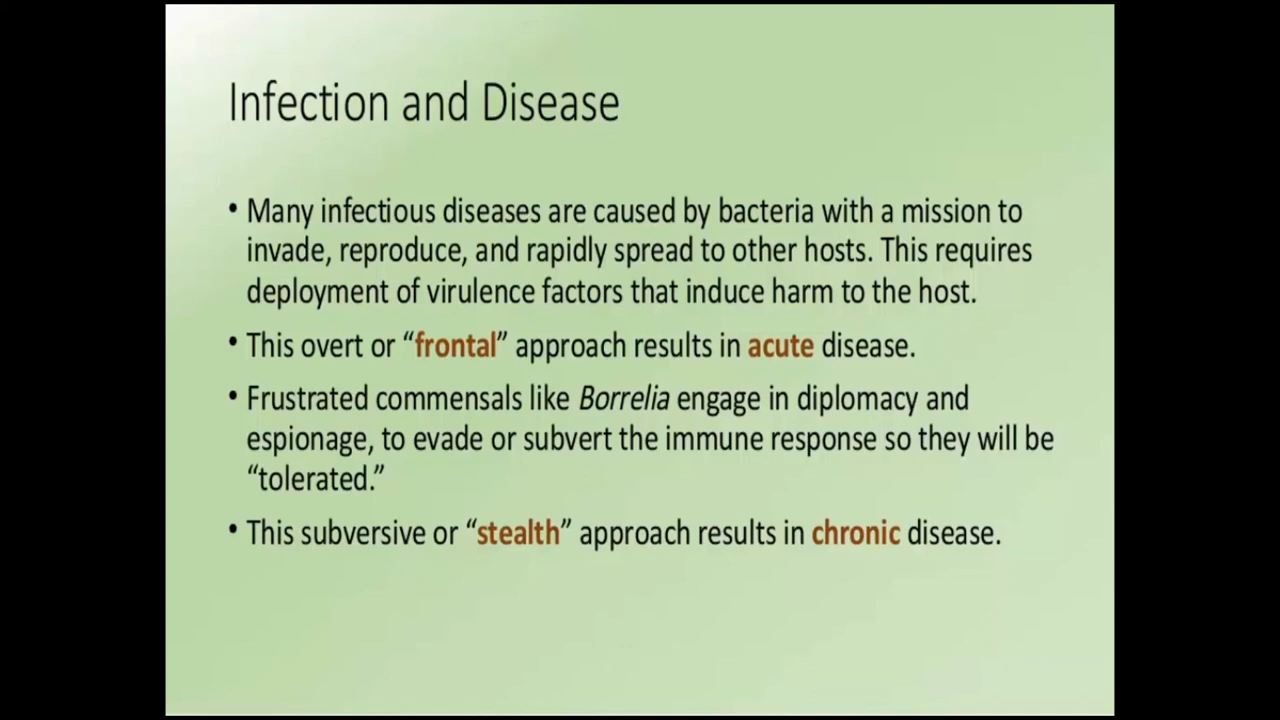 Infection and Disease
• Many infectious diseases are caused by bacteria with a mission to
invade, reproduce, and rapidly spread to other hosts. This requires
deployment of virulence factors that induce harm to the host.
• This overt or “frontal” approach results in acute disease.
• Frustrated commensals like Borrelia engage in diplomacy and
espionage, to evade or subvert the immune response so they will be
“tolerated.”
• This subversive or “stealth” approach results in chronic disease.